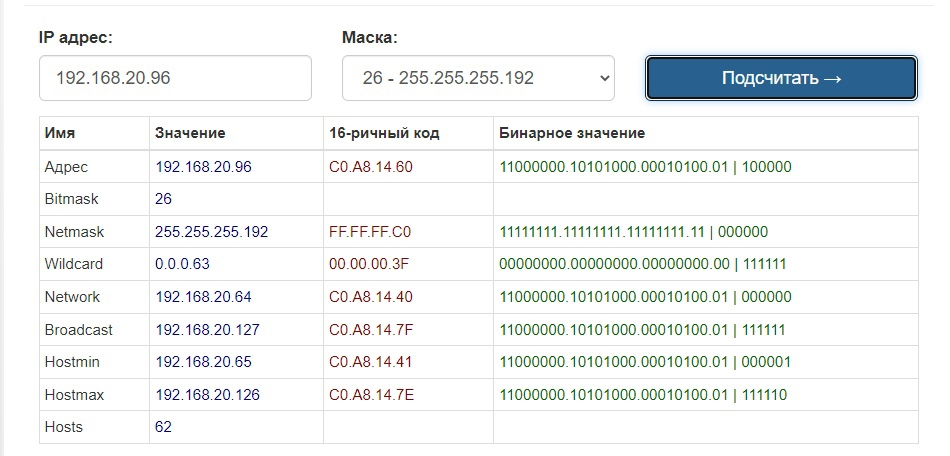 IP адрес: Маска:
192.168.20.96 26 - 255.255.255.192 Подсчитать →
Имя Значение 16-ричный код Бинарное значение
Адрес 192.168.20.96 C0.A8.14.60 11000000.10101000.00010100.01 | 100000
Bitmask 26
Netmask 255.255.255.192 FF.FF.FF.C0 11111111.11111111.11111111.11 | 000000
Wildcard 0.0.0.63 00.00.00.3F 00000000.00000000.00000000.00 | 111111
Network 192.168.20.64 C0.A8.14.40 11000000.10101000.00010100.01 | 000000
Broadcast 192.168.20.127 C0.A8.14.7F 11000000.10101000.00010100.01 | 111111
Hostmin 192.168.20.65 C0.A8.14.41 11000000.10101000.00010100.01 | 000001
Hostmax 192.168.20.126 C0.A8.14.7E 11000000.10101000.00010100.01 | 111110
Hosts 62